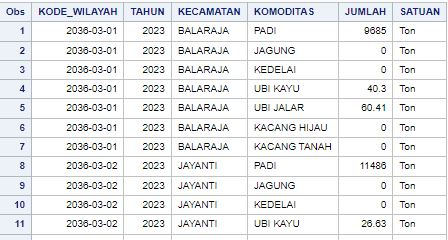 Obs KODE_WILAYAH TAHUN KECAMATAN KOMODITAS JUMLAH SATUAN
1 2036-03-01 2023 BALARAJA PADI 9685 Ton
2 2036-03-01 2023 BALARAJA JAGUNG 0 Ton
3 2036-03-01 2023 BALARAJA KEDELAI 0 Ton
4 2036-03-01 2023 BALARAJA UBI KAYU 40.3 Ton
5 2036-03-01 2023 BALARAJA UBI JALAR 60.41 Ton
6 2036-03-01 2023 BALARAJA KACANG HIJAU 0 Ton
7 2036-03-01 2023 BALARAJA KACANG TANAH 0 Ton
8 2036-03-02 2023 JAYANTI PADI 11486 Ton
9 2036-03-02 2023 JAYANTI JAGUNG 0 Ton
10 2036-03-02 2023 JAYANTI KEDELAI 0 Ton
11 2036-03-02 2023 JAYANTI UBI KAYU 26.63 Ton